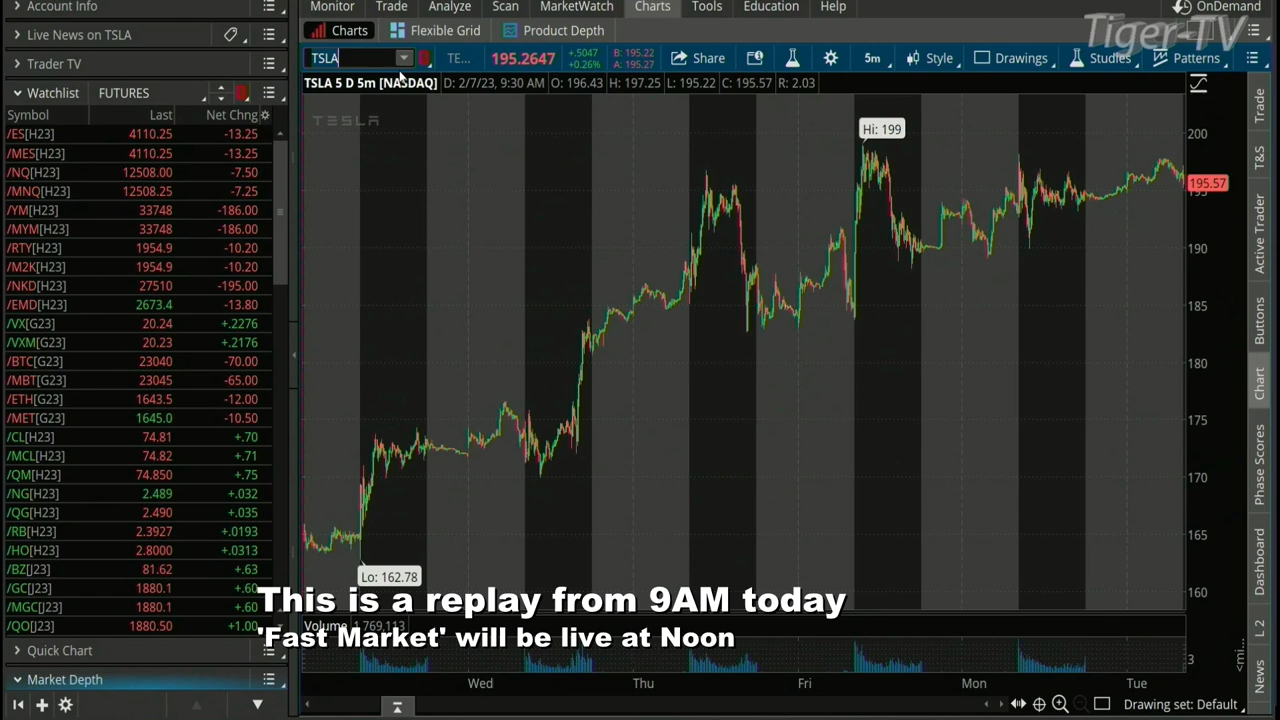 Account Info
Monitor Trade Analyze Scan MarketWatch Charts Tools Education Help
OnDemand
Tiger-TV
Live News on TSLA
Charts Flexible Grid Product Depth
Trader TV
TSLA TE... 195.2647 +.5047 +0.26% B: 195.22 A: 195.27 Share 5m Style Drawings Studies Patterns
Watchlist FUTURES
TSLA 5 D 5m [NASDAQ] D: 2/7/23, 9:30 AM O: 196.43 H: 197.25 L: 195.22 C: 195.57 R: 2.03
Symbol Last Net Chng
/ES[H23] 4110.25 -13.25
/MES[H23] 4110.25 -13.25
/NQ[H23] 12508.00 -7.50
/MNQ[H23] 12508.25 -7.25
/YM[H23] 33748 -186.00
/MYM[H23] 33748 -186.00
/RTY[H23] 1954.9 -10.20
/M2K[H23] 1954.9 -10.20
/NKD[H23] 27510 -195.00
/EMD[H23] 2673.4 -13.80
/VX[G23] 20.24 +.2276
/VXM[G23] 20.23 +.2176
/BTC[G23] 23040 -70.00
/MBT[G23] 23045 -65.00
/ETH[G23] 1643.5 -12.00
/MET[G23] 1645.0 -10.50
/CL[H23] 74.81 +.70
/MCL[H23] 74.82 +.71
/QM[H23] 74.850 +.75
/NG[H23] 2.489 +.032
/QG[H23] 2.490 +.035
/RB[H23] 2.3927 +.0193
/HO[H23] 2.8000 +.0313
/BZ[J23] 81.62 +.63
/GC[J23] 1880.1 +.60
/MGC[J23] 1880.1 +.60
/QO[J23] 1880.50 +1.00
Quick Chart
Market Depth
TESLA
Hi: 199
Lo: 162.78
200
195.57
195
190
185
180
175
170
165
160
This is a replay from 9AM today
'Fast Market' will be live at Noon
Volume 1,769,113
3
Wed Thu Fri Mon Tue
Drawing set: Default
Trade
T&S
Active Trader
Buttons
Chart
Phase Scores
Dashboard
L 2
<mi...
News